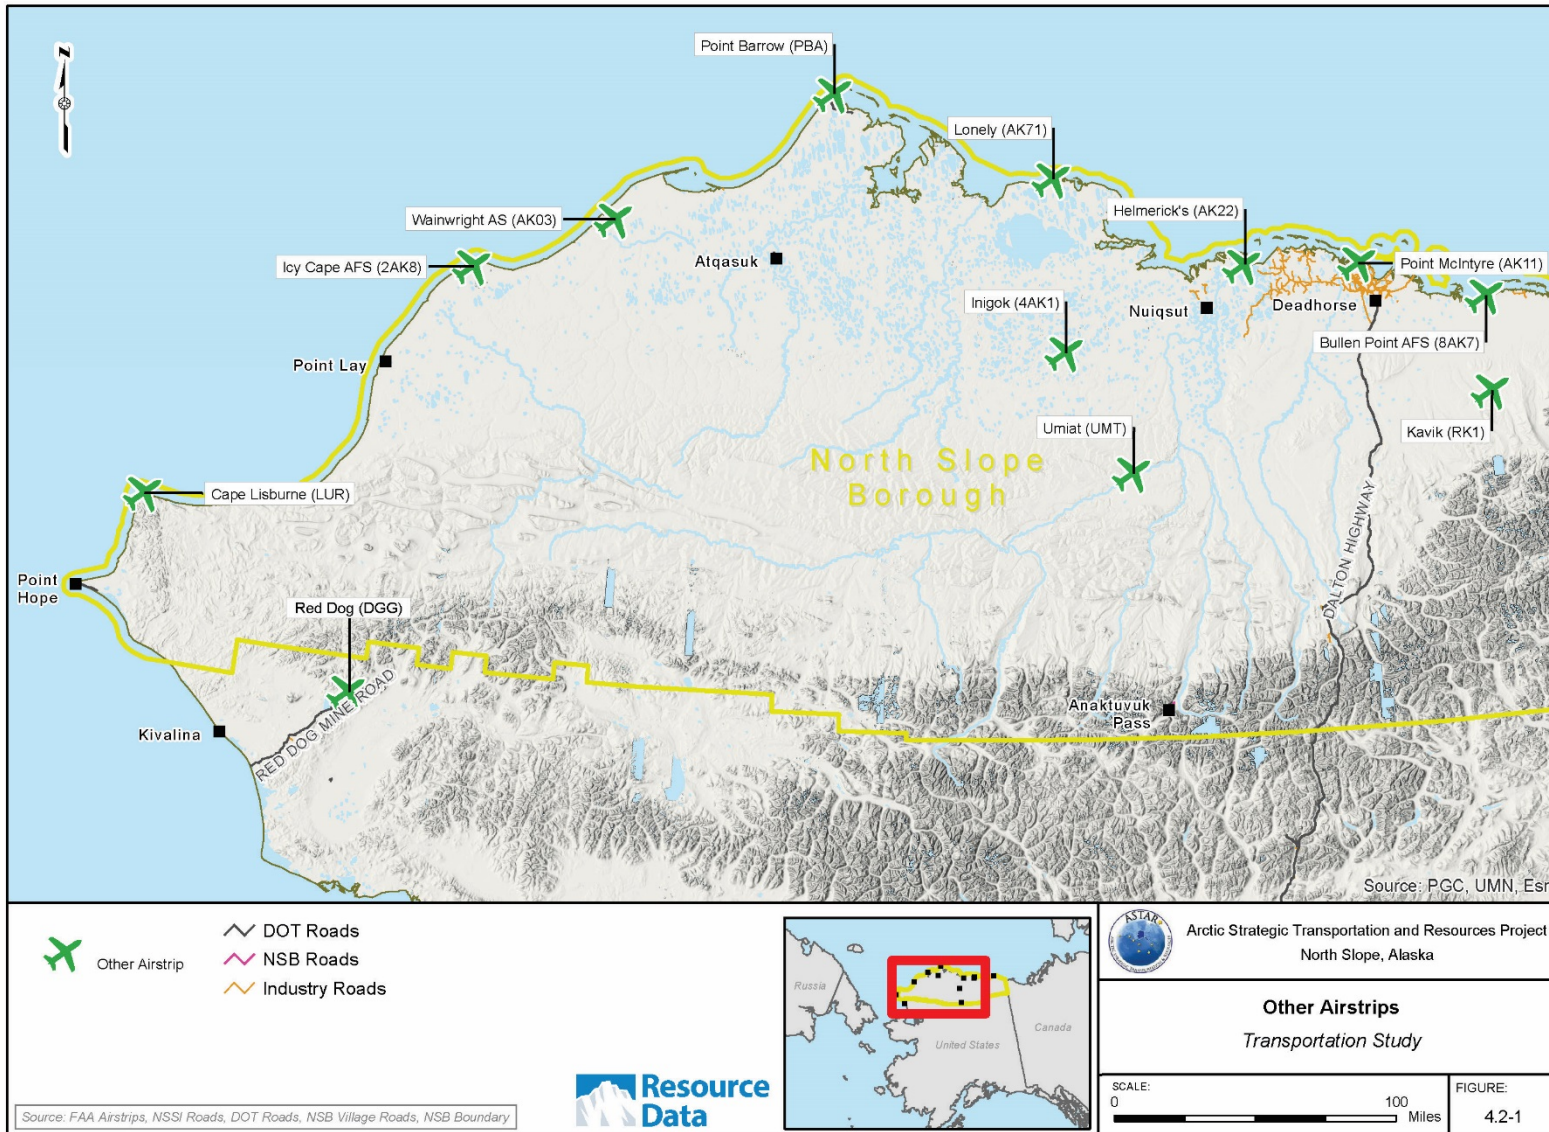 Point Barrow (PBA)
Lonely (AK71)
Wainwright AS (AK03)
Helmerick's (AK22)
Icy Cape AFS (2AK8)
Atqasuk
Point McIntyre (AK11)
Inigok (4AK1)
Nuiqsut
Deadhorse
Bullen Point AFS (8AK7)
Point Lay
Umiat (UMT)
Kavik (RK1)
North Slope
Borough
Cape Lisburne (LUR)
DALTON HIGHWAY
Point
Hope
Red Dog (DGG)
Anaktuvuk
Pass
Kivalina
RED DOG MINE ROAD
Source: PGC, UMN, Esr
Other Airstrip
DOT Roads
NSB Roads
Industry Roads
Source: FAA Airstrips, NSSI Roads, DOT Roads, NSB Village Roads, NSB Boundary
Resource
Data
Russia
United States
Canada
ASTAR
Arctic Strategic Transportation and Resources Project
North Slope, Alaska
Other Airstrips
Transportation Study
SCALE:
0 100
Miles
FIGURE:
4.2-1